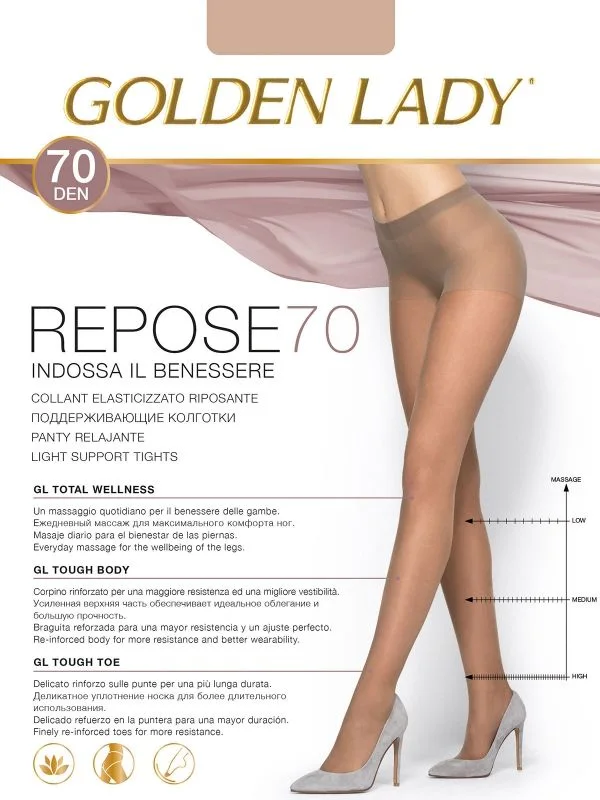 GOLDEN LADY
70
DEN
REPOSE70
INDOSSA IL BENESSERE
COLLANT ELASTICIZZATO RIPOSANTE
ПОДДЕРЖИВАЮЩИЕ КОЛГОТКИ
PANTY RELAJANTE
LIGHT SUPPORT TIGHTS
GL TOTAL WELLNESS
Un massaggio quotidiano per il benessere delle gambe.
Ежедневный массаж для максимального комфорта ног.
Masaje diario para el bienestar de las piernas.
Everyday massage for the wellbeing of the legs.
GL TOUGH BODY
Corpino rinforzato per una maggiore resistenza ed una migliore vestibilità.
Усиленная верхняя часть обеспечивает идеальное облегание и
большую прочность.
Braguita reforzada para una mayor resistencia y un ajuste perfecto.
Re-inforced body for more resistance and better wearability.
GL TOUGH TOE
Delicato rinforzo sulle punte per una più lunga durata.
Деликатное уплотнение носка для более длительного
использования.
Delicado refuerzo en la puntera para una mayor duración.
Finely re-inforced toes for more resistance.
MASSAGE
LOW
MEDIUM
HIGH